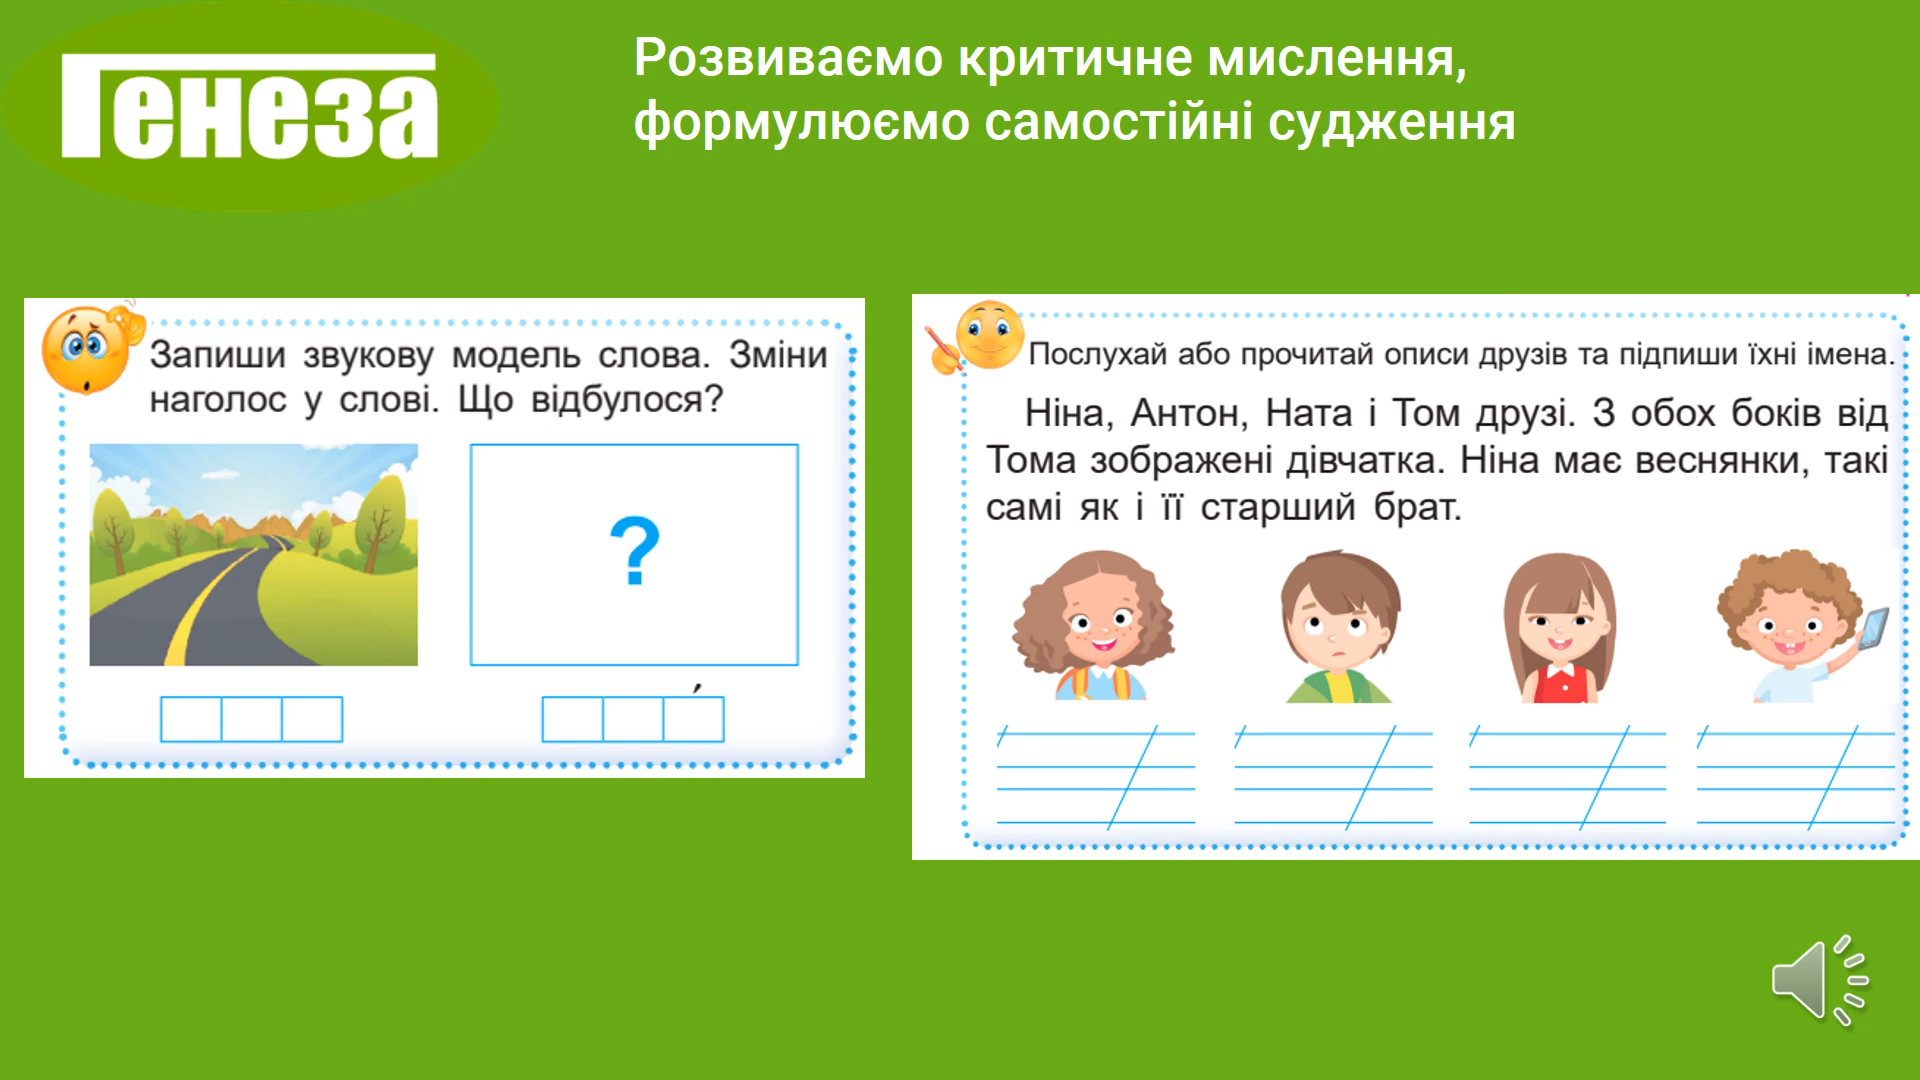 Генеза
Розвиваємо критичне мислення,
формулюємо самостійні судження
Запиши звукову модель слова. Зміни
наголос у слові. Що відбулося?
?
Послухай або прочитай описи друзів та підпиши їхні імена.
Ніна, Антон, Ната і Том друзі. З обох боків від
Тома зображені дівчатка. Ніна має веснянки, такі
самі як і її старший брат.